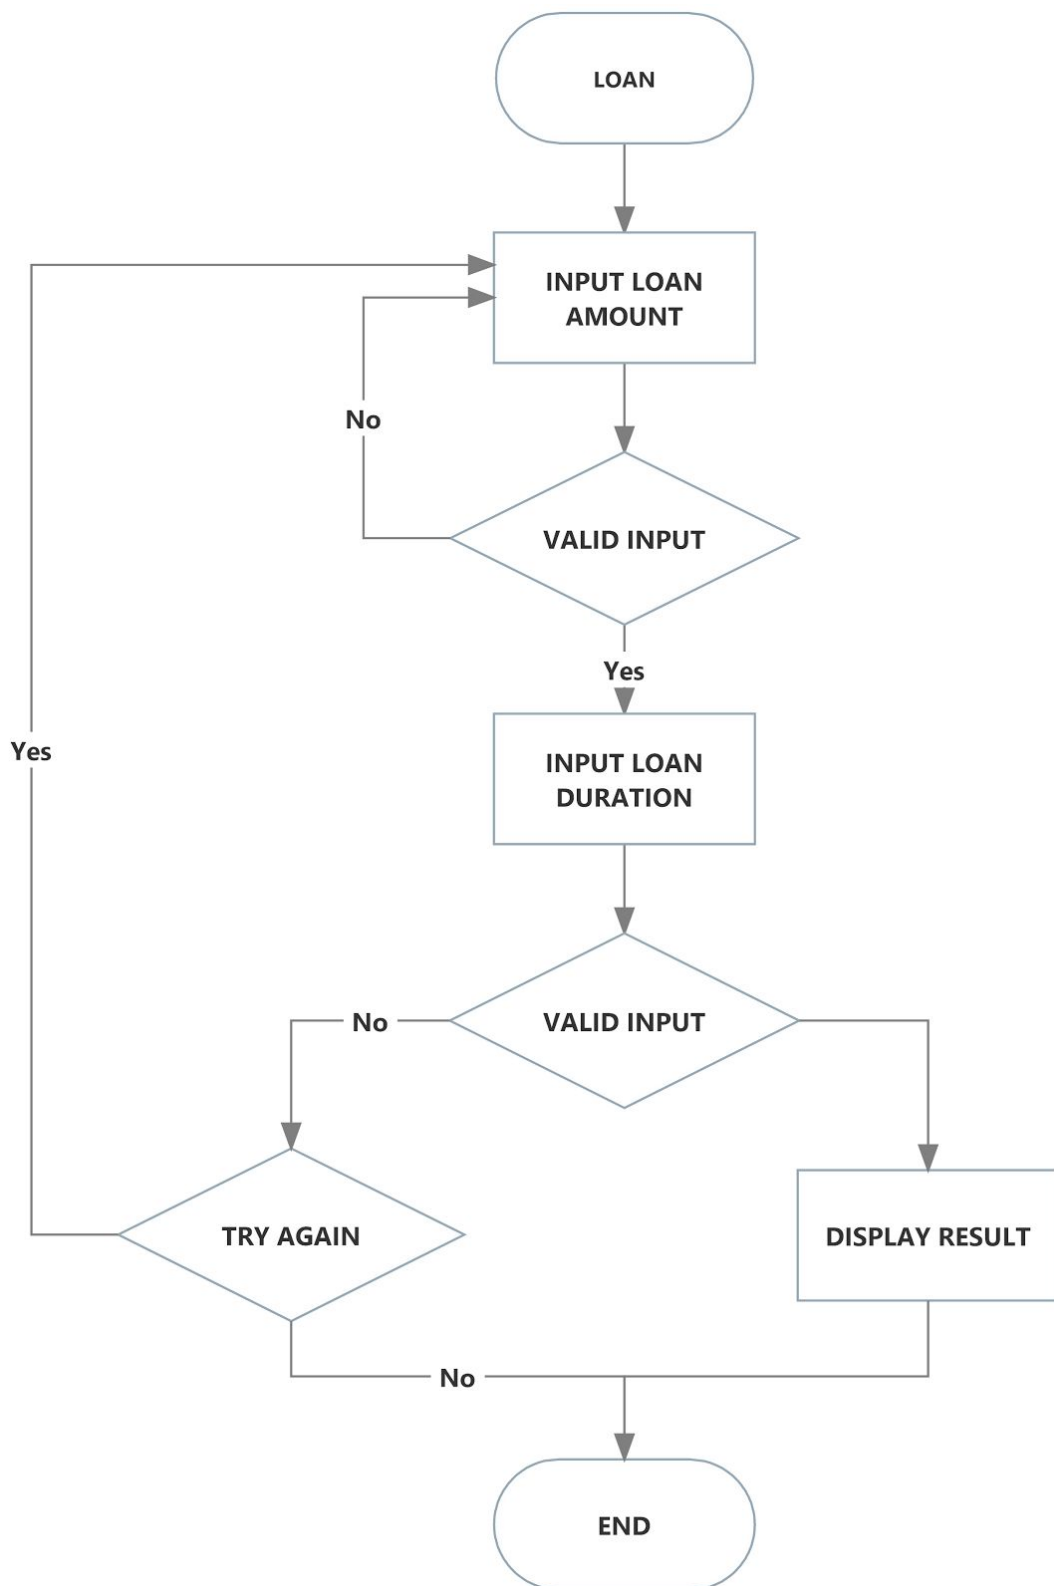 LOAN
INPUT LOAN
AMOUNT
No
VALID INPUT
Yes
INPUT LOAN
DURATION
Yes
VALID INPUT
No
TRY AGAIN
DISPLAY RESULT
No
END